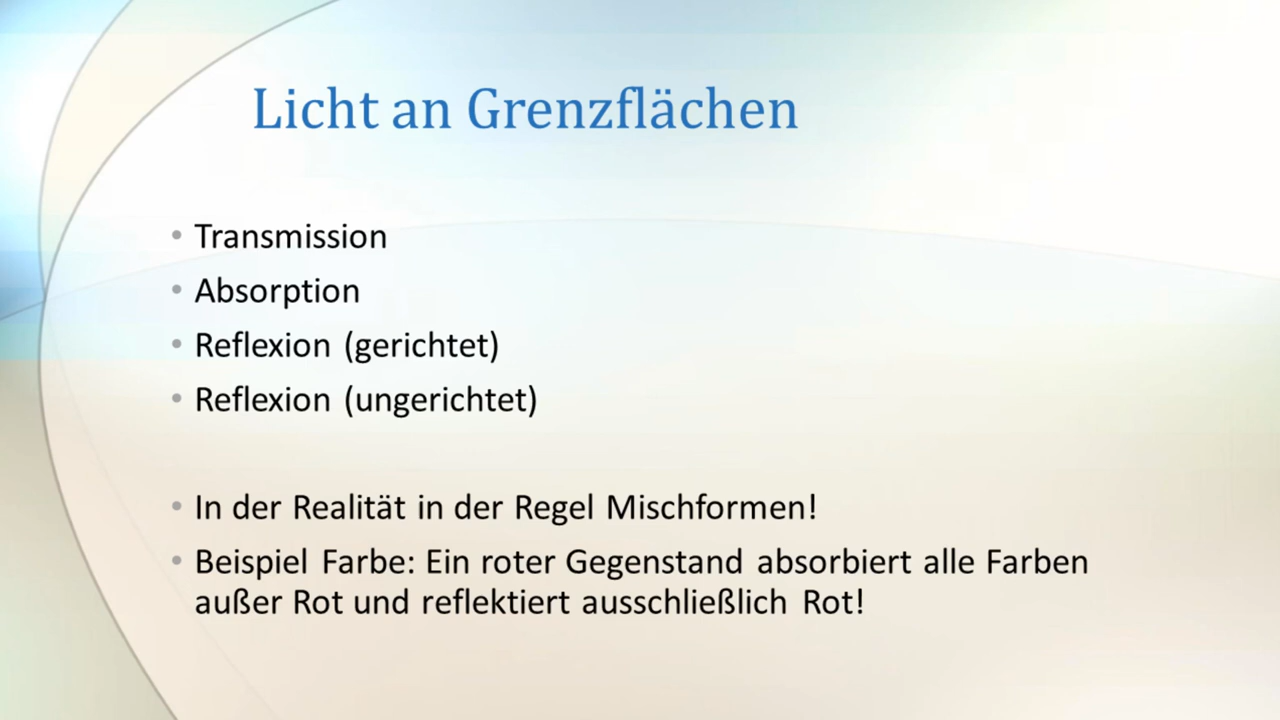 Licht an Grenzflächen
• Transmission
• Absorption
• Reflexion (gerichtet)
• Reflexion (ungerichtet)
• In der Realität in der Regel Mischformen!
• Beispiel Farbe: Ein roter Gegenstand absorbiert alle Farben
außer Rot und reflektiert ausschließlich Rot!